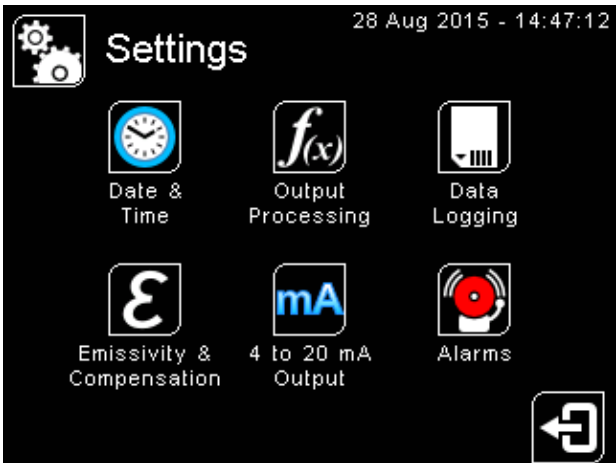 28 Aug 2015 - 14:47:12
Settings
f(x)
Date &
Time
Output
Processing
Data
Logging
ε
mA
Emissivity &
Compensation
4 to 20 mA
Output
Alarms